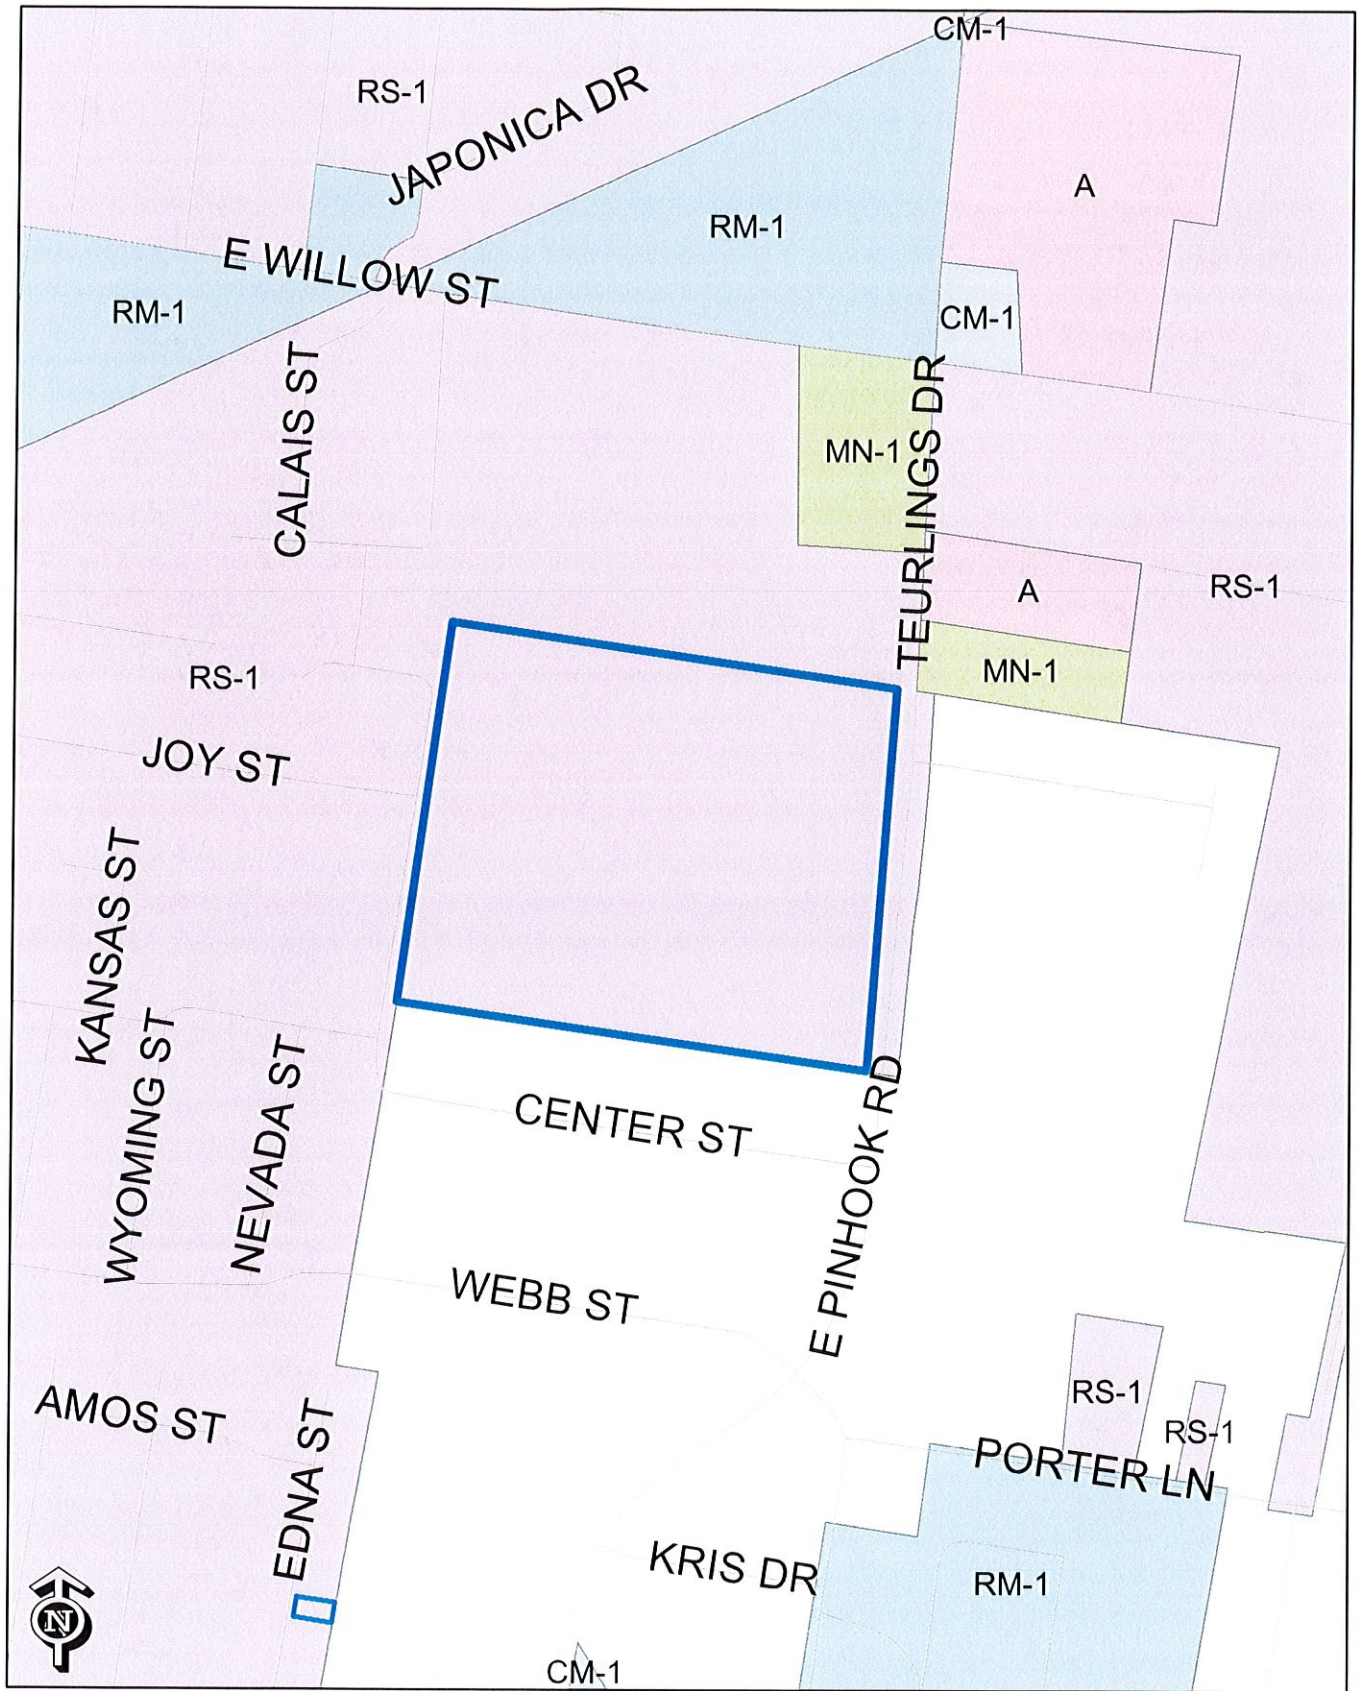 CM-1
RS-1
JAPONICA DR
A
RM-1
E WILLOW ST
RM-1
CM-1
CALAIS ST
TEURLINGS DR
MN-1
RS-1
A
RS-1
MN-1
JOY ST
KANSAS ST
WYOMING ST
NEVADA ST
CENTER ST
E PINHOOK RD
WEBB ST
AMOS ST
EDNA ST
RS-1
RS-1
PORTER LN
KRIS DR
RM-1
N
CM-1